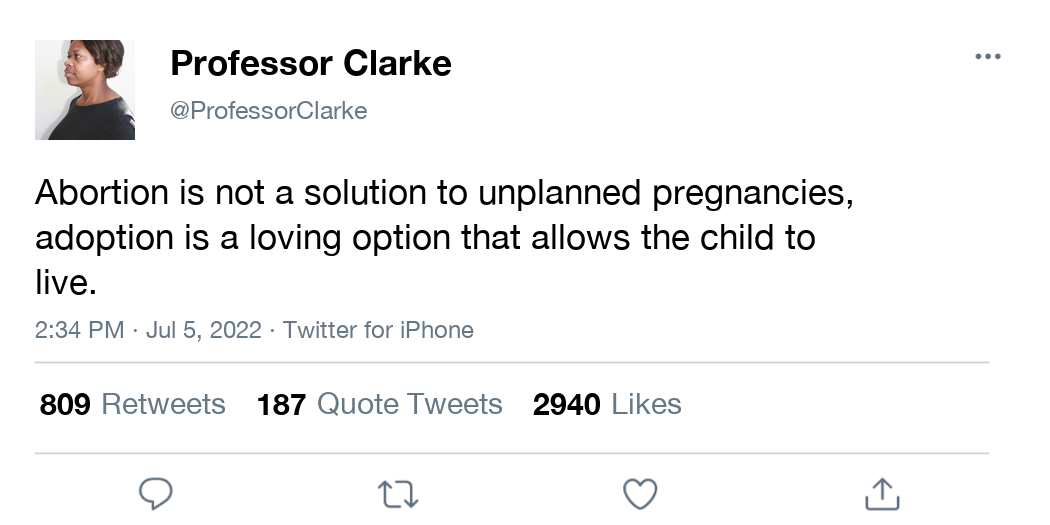 Professor Clarke
@ProfessorClarke
Abortion is not a solution to unplanned pregnancies,
adoption is a loving option that allows the child to
live.
2:34 PM · Jul 5, 2022 · Twitter for iPhone
809 Retweets 187 Quote Tweets 2940 Likes